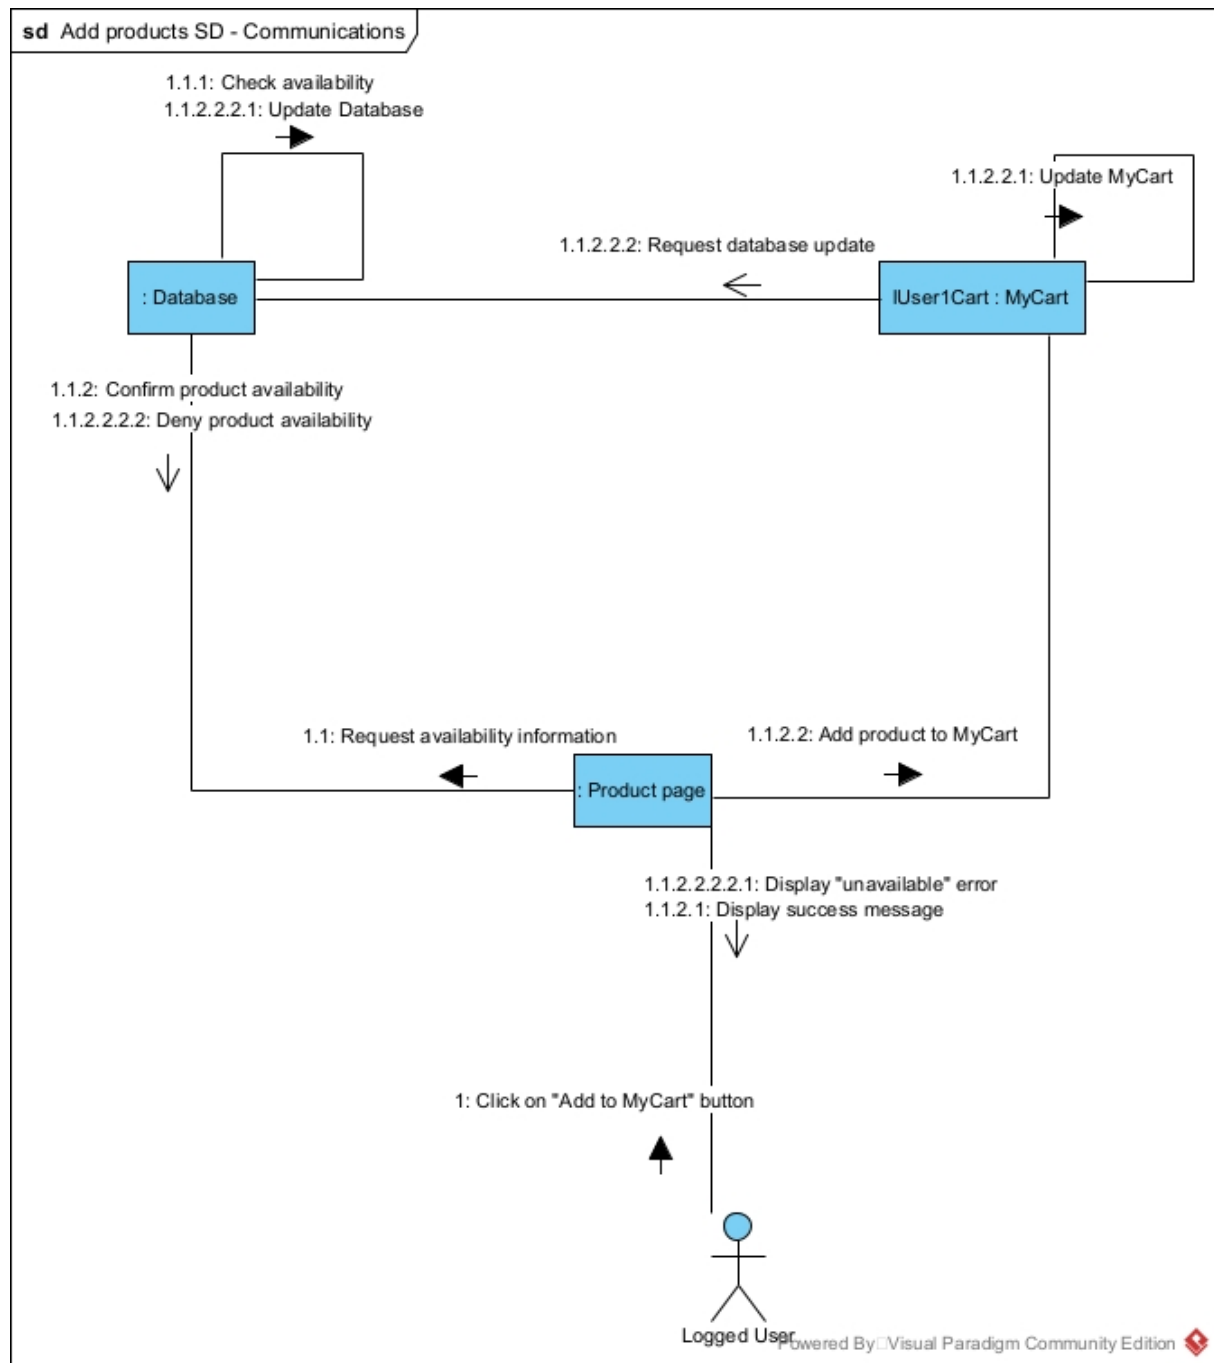 sd Add products SD - Communications
1.1.1: Check availability
1.1.2.2.2.1: Update Database
1.1.2.2.1: Update MyCart
1.1.2.2.2: Request database update
: Database
lUser1Cart : MyCart
1.1.2: Confirm product availability
1.1.2.2.2.2: Deny product availability
1.1: Request availability information
1.1.2.2: Add product to MyCart
: Product page
1.1.2.2.2.2.1: Display "unavailable" error
1.1.2.1: Display success message
1: Click on "Add to MyCart" button
Logged User
Powered By Visual Paradigm Community Edition